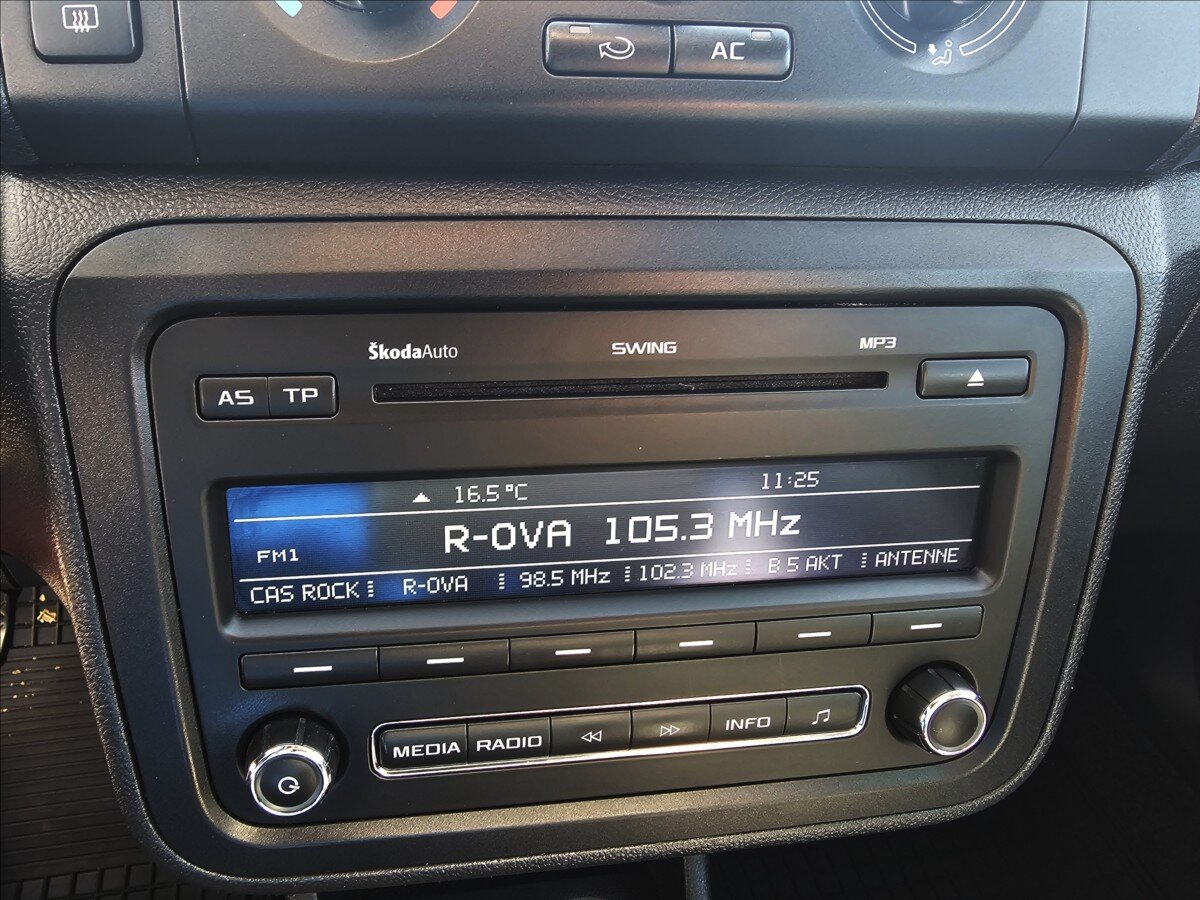 AC
ŠkodaAuto SWING MP3
AS TP
16.5°C 11:25
FM1 R-OVA 105.3 MHz
CAS ROCK R-OVA 98.5 MHz 102.3 MHz B 5 AKT ANTENNE
MEDIA RADIO INFO